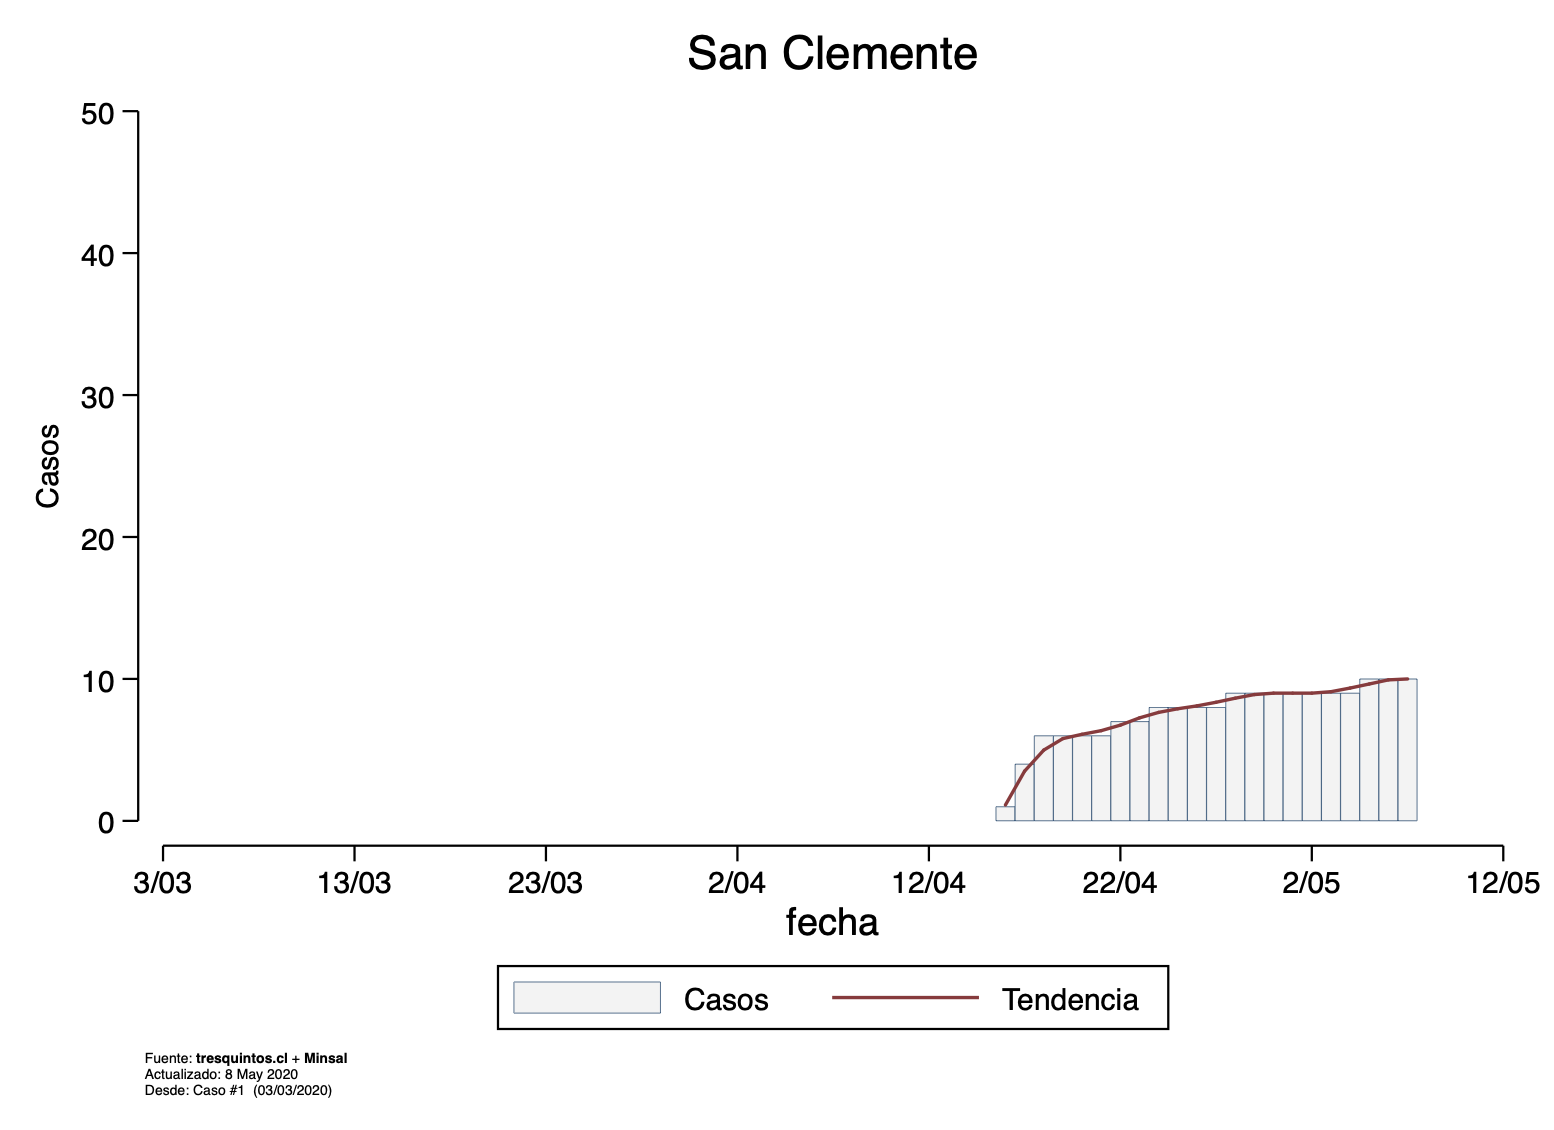 San Clemente
50
40
30
20
10
0
Casos
3/03 13/03 23/03 2/04 12/04 22/04 2/05 12/05
fecha
Casos Tendencia
Fuente: tresquintos.cl + Minsal
Actualizado: 8 May 2020
Desde: Caso #1 (03/03/2020)